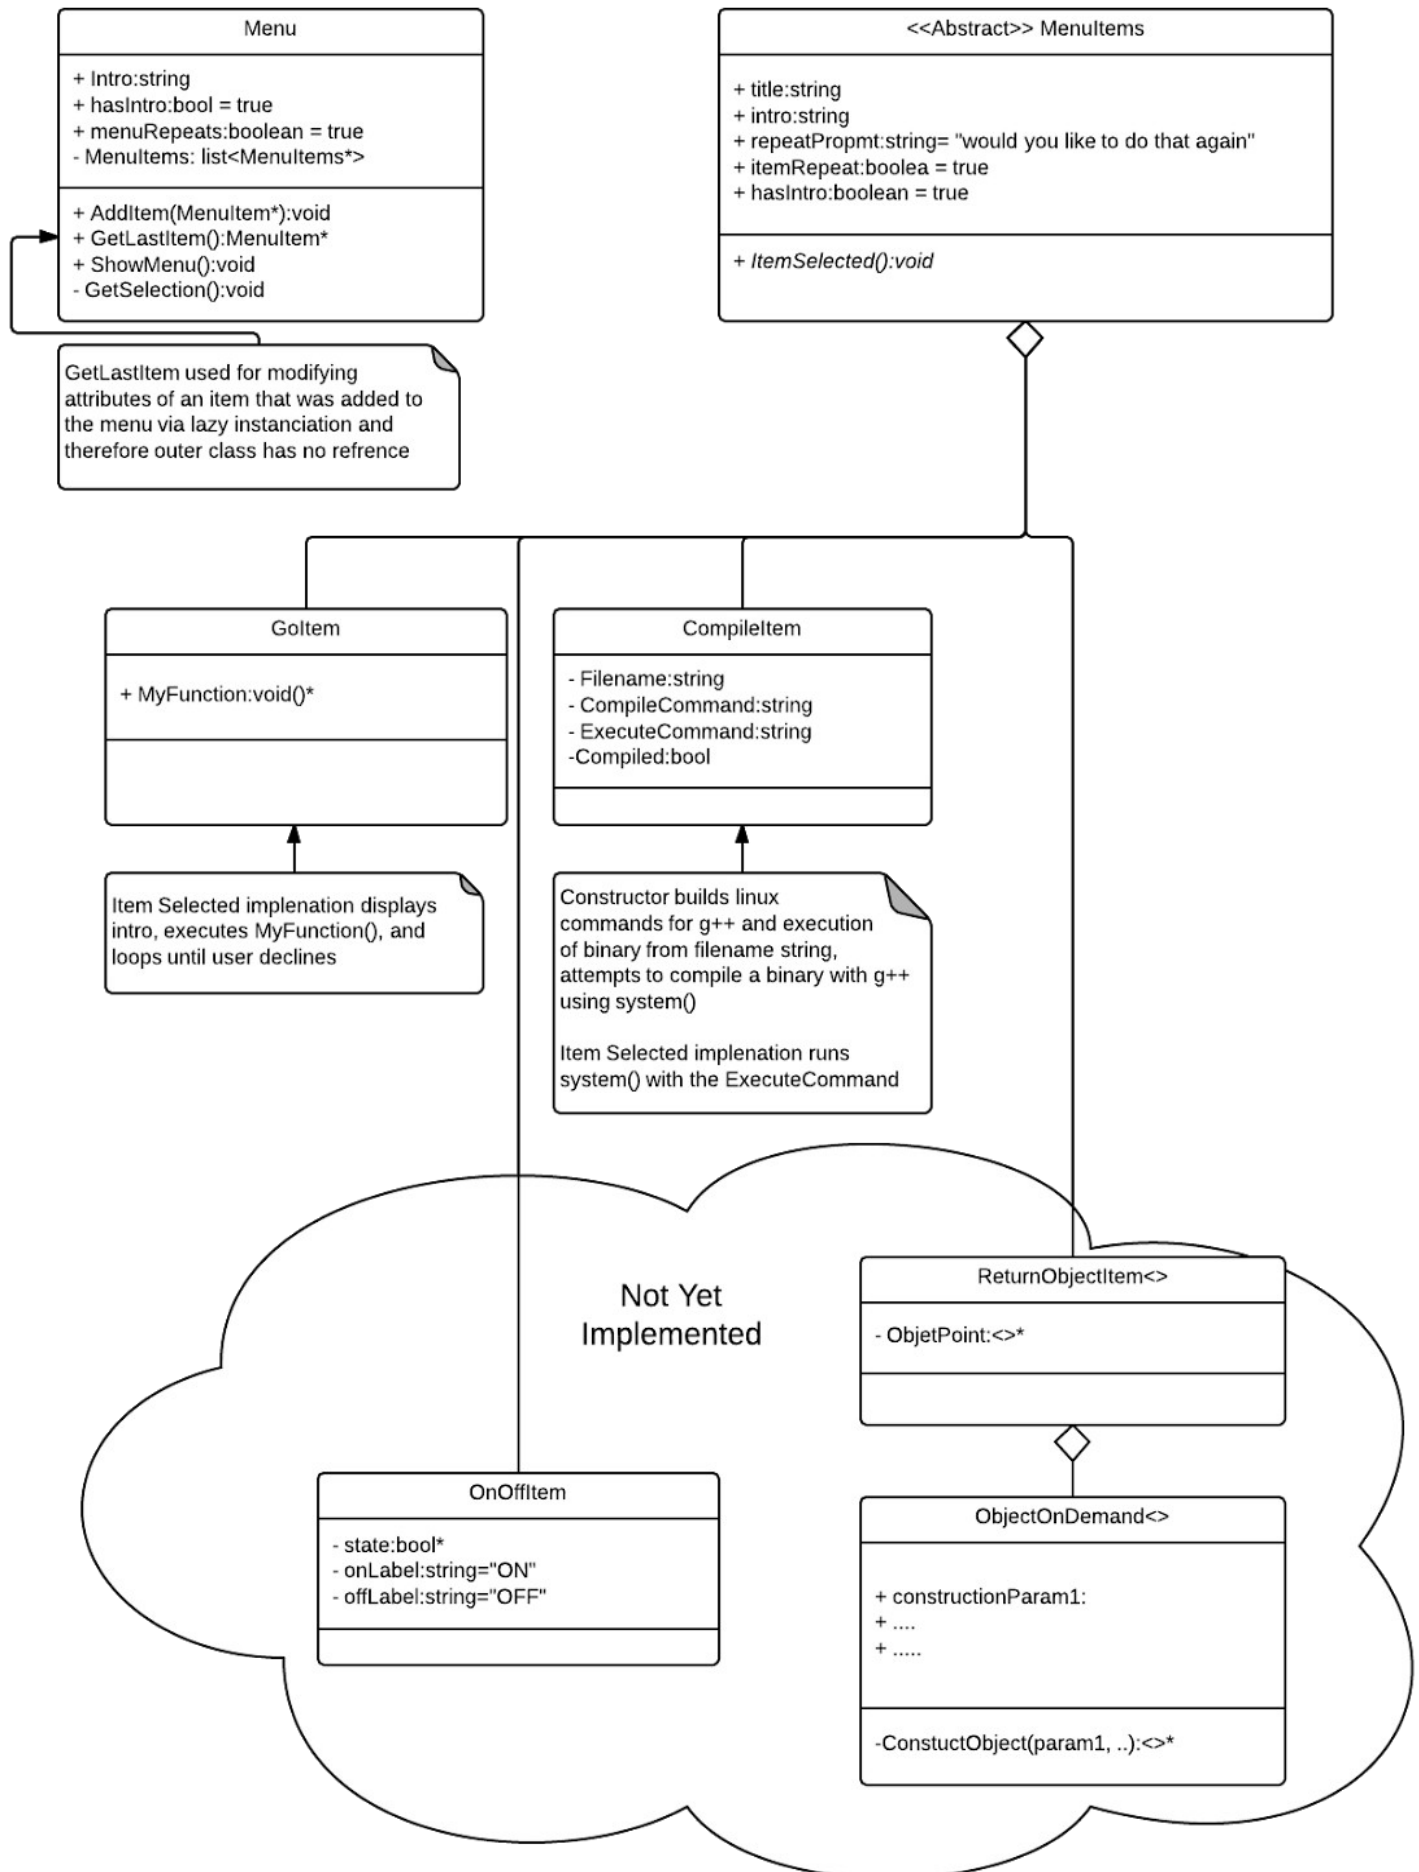 Menu
+ Intro:string
+ hasIntro:bool = true
+ menuRepeats:boolean = true
- MenuItems: list<MenuItems*>
+ AddItem(MenuItem*):void
+ GetLastItem():MenuItem*
+ ShowMenu():void
- GetSelection():void
GetLastItem used for modifying
attributes of an item that was added to
the menu via lazy instanciation and
therefore outer class has no refrence
<<Abstract>> MenuItems
+ title:string
+ intro:string
+ repeatPropmt:string= "would you like to do that again"
+ itemRepeat:boolea = true
+ hasIntro:boolean = true
+ ItemSelected():void
GoItem
+ MyFunction:void()*
Item Selected implenation displays
intro, executes MyFunction(), and
loops until user declines
CompileItem
- Filename:string
- CompileCommand:string
- ExecuteCommand:string
-Compiled:bool
Constructor builds linux
commands for g++ and execution
of binary from filename string,
attempts to compile a binary with g++
using system()
Item Selected implenation runs
system() with the ExecuteCommand
Not Yet
Implemented
ReturnObjectItem<>
- ObjetPoint:<>*
OnOffItem
- state:bool*
- onLabel:string="ON"
- offLabel:string="OFF"
ObjectOnDemand<>
+ constructionParam1:
+ ....
+ .....
-ConstuctObject(param1, ..):<>*